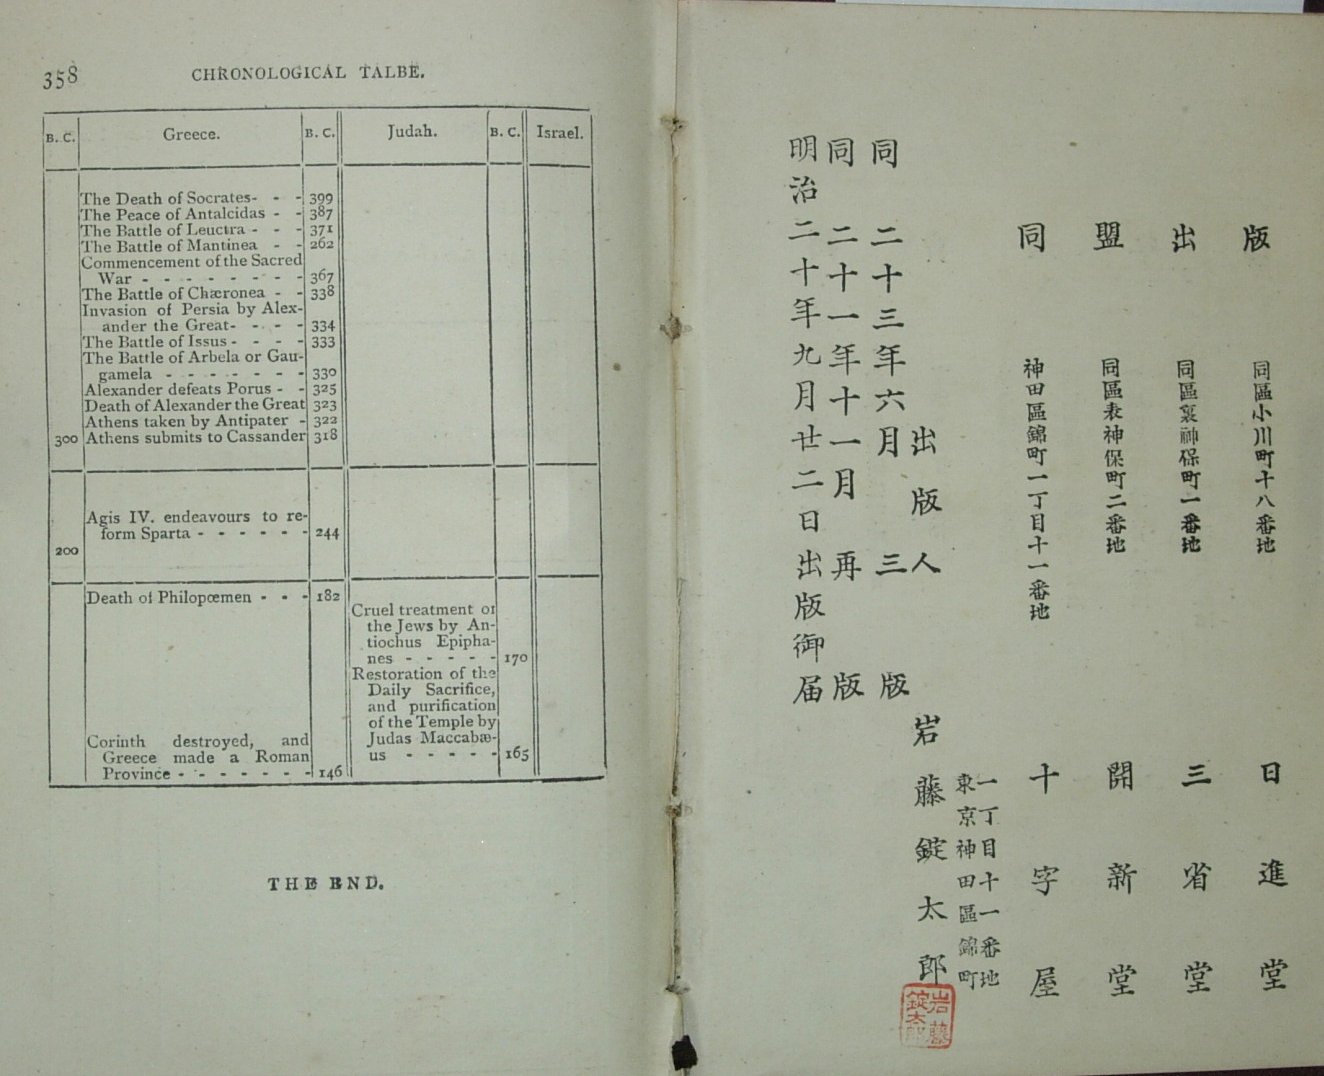 358
CHRONOLOGICAL TALBE.
B. C. Greece. B. C. Judah. B. C. Israel.
The Death of Socrates- - - 399
The Peace of Antalcidas - - 387
The Battle of Leuctra - - - 371
The Battle of Mantinea - - 262
Commencement of the Sacred
War - - - - - - - - - 367
The Battle of Chæronea - - 338
Invasion of Persia by Alex-
ander the Great- - - - 334
The Battle of Issus - - - - 333
The Battle of Arbela or Gau-
gamela - - - - - - - 330
Alexander defeats Porus - - 325
Death of Alexander the Great 323
Athens taken by Antipater - 322
300 Athens submits to Cassander 318
Agis IV. endeavours to re-
form Sparta - - - - - - 244
200
Death of Philopœmen - - - 182
Corinth destroyed, and
Greece made a Roman
Province - - - - - - - 146
Cruel treatment of
the Jews by An-
tiochus Epipha-
nes - - - - - 170
Restoration of the
Daily Sacrifice,
and purification
of the Temple by
Judas Maccabæ-
us - - - - - 165
THE END.
明治二十年九月廿二日出版御届
同二十一年十一月再版
同二十三年六月三版
出版人 岩藤錠太郎
東京神田區錦町
一丁目十一番地
岩藤錠太郎
同盟出版
神田區錦町一丁目十一番地 十字屋
同區表神保町二番地 開新堂
同區裏神保町一番地 三省堂
同區小川町十八番地 日進堂